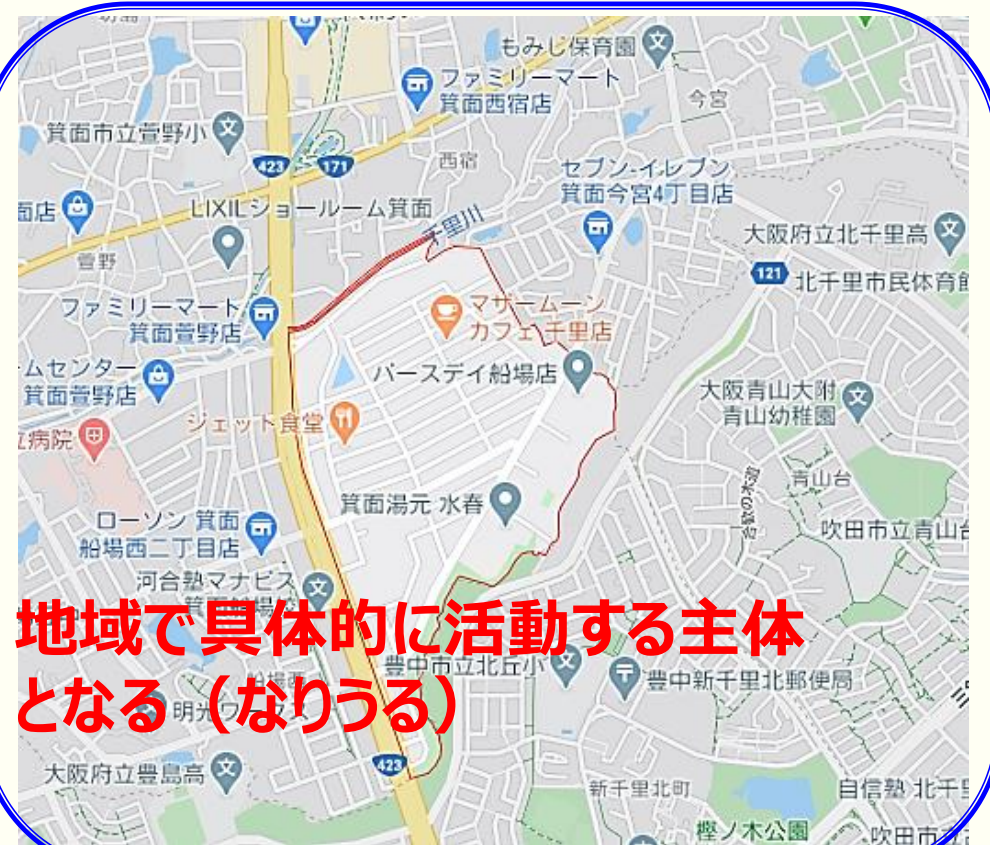 もみじ保育園
ファミリーマート
箕面西宿店
今宮
箕面市立萱野小
423
171
西宿
セブン-イレブン
箕面今宮4丁目店
面店
LIXILショールーム箕面
千里川
大阪府立北千里高
萱野
121
北千里市民体育館
ファミリーマート
箕面萱野店
マザームーン
カフェ 千里店
ームセンター
箕面萱野店
バースデイ船場店
大阪青山大附
青山幼稚園
立病院
ジェット食堂
青山台
箕面湯元 水春
ローソン 箕面
船場西二丁目店
吹田市立青山台
河合塾マナビス
地域で具体的に活動する主体
となる（なりうる）
豊中市立北丘小
豊中新千里北郵便局
明光
大阪府立豊島高
423
新千里北町
自信塾 北千里
樫ノ木公園
吹田市立